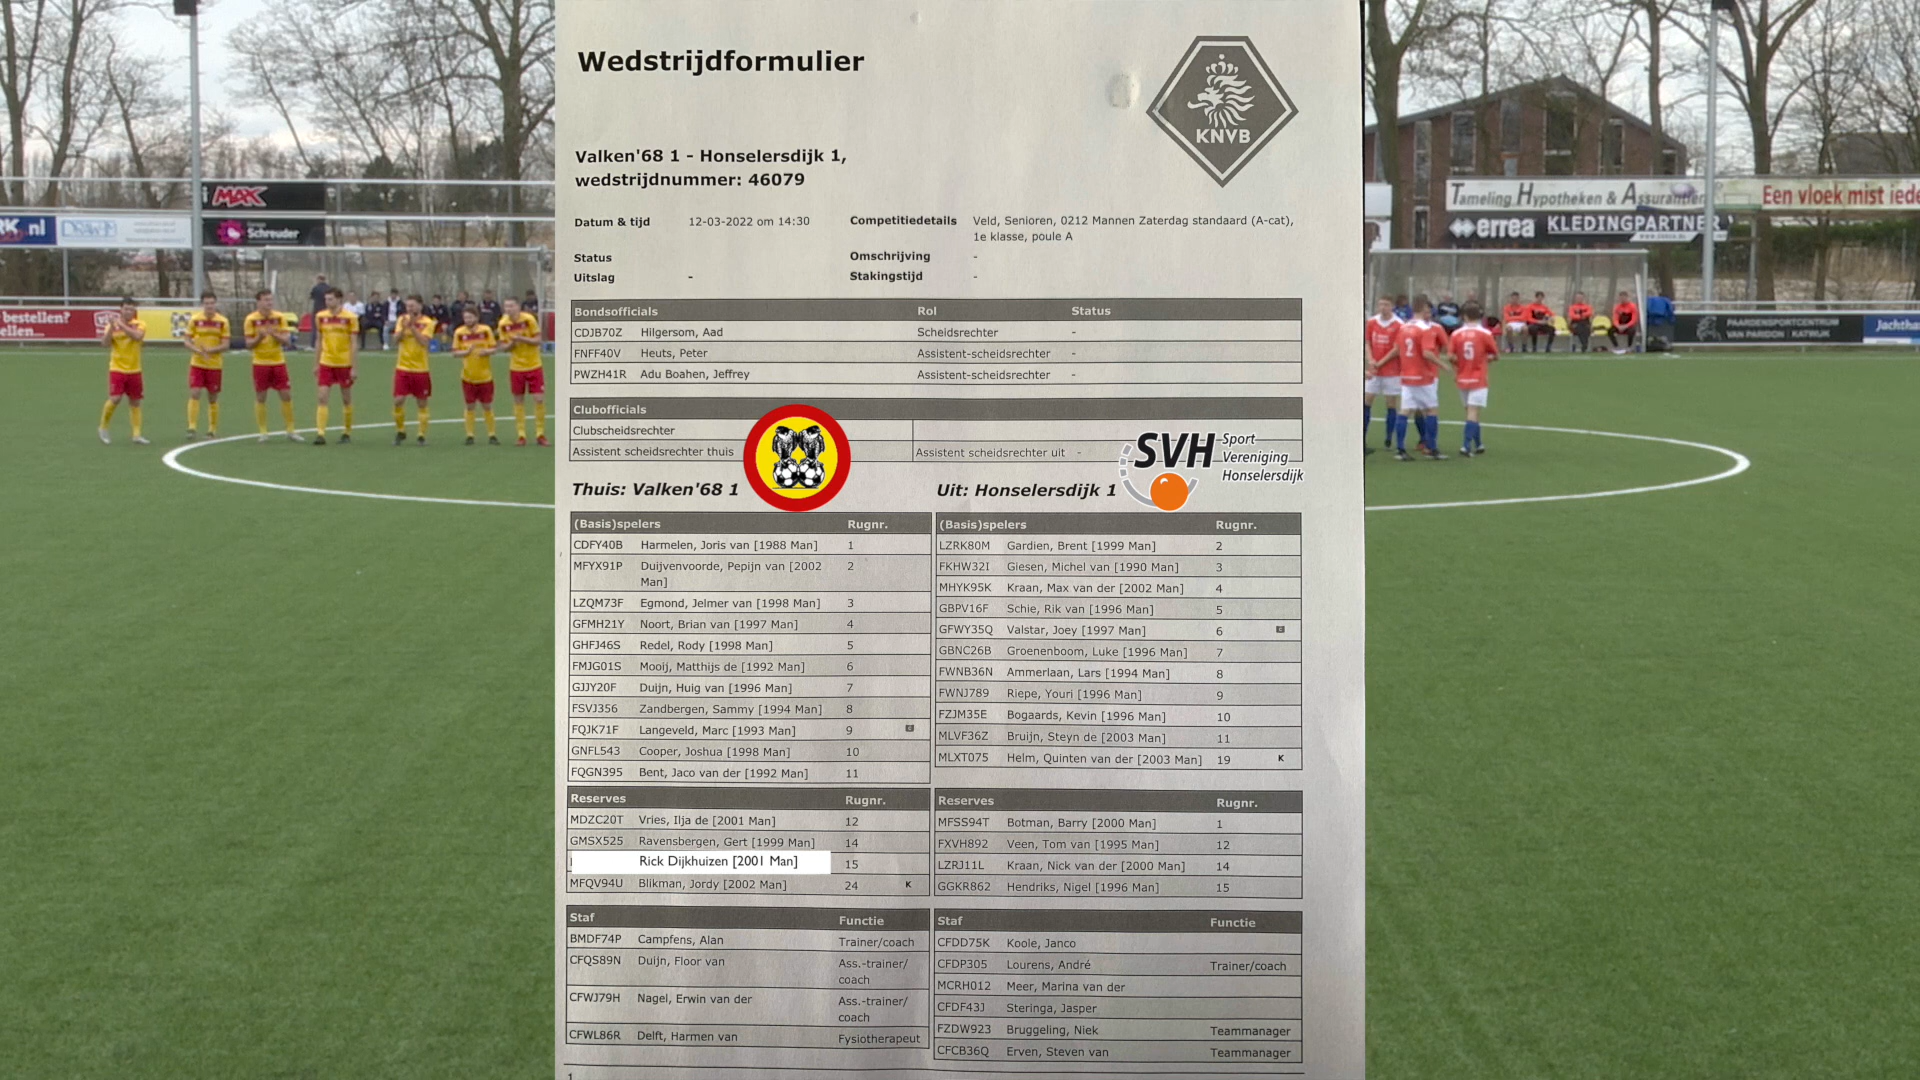 Wedstrijdformulier
KNVB
Valken'68 1 - Honselersdijk 1,
wedstrijdnummer: 46079
Datum & tijd 12-03-2022 om 14:30 Competitiedetails Veld, Senioren, 0212 Mannen Zaterdag standaard (A-cat),
1e klasse, poule A
Status Omschrijving -
Uitslag - Stakingstijd -
Bondsofficials Rol Status
CDJB70Z Hilgersom, Aad Scheidsrechter -
FNFF40V Heuts, Peter Assistent-scheidsrechter -
PWZH41R Adu Boahen, Jeffrey Assistent-scheidsrechter -
Clubofficials
Clubscheidsrechter
Assistent scheidsrechter thuis Assistent scheidsrechter uit -
SVH Sport
Vereniging
Honselersdijk
Thuis: Valken'68 1
(Basis)spelers Rugnr.
CDFY40B Harmelen, Joris van [1988 Man] 1
MFYX91P Duijvenvoorde, Pepijn van [2002 2
Man]
LZQM73F Egmond, Jelmer van [1998 Man] 3
GFMH21Y Noort, Brian van [1997 Man] 4
GHFJ46S Redel, Rody [1998 Man] 5
FMJG01S Mooij, Matthijs de [1992 Man] 6
GJJY20F Duijn, Huig van [1996 Man] 7
FSVJ356 Zandbergen, Sammy [1994 Man] 8
FQJK71F Langeveld, Marc [1993 Man] 9
GNFL543 Cooper, Joshua [1998 Man] 10
FQGN395 Bent, Jaco van der [1992 Man] 11
Reserves Rugnr.
MDZC20T Vries, Ilja de [2001 Man] 12
GMSX525 Ravensbergen, Gert [1999 Man] 14
Rick Dijkhuizen [2001 Man] 15
MFQV94U Blikman, Jordy [2002 Man] 24 K
Staf Functie
BMDF74P Campfens, Alan Trainer/coach
CFQS89N Duijn, Floor van Ass.-trainer/
coach
CFWJ79H Nagel, Erwin van der Ass.-trainer/
coach
CFWL86R Delft, Harmen van Fysiotherapeut
1
Uit: Honselersdijk 1
(Basis)spelers Rugnr.
LZRK80M Gardien, Brent [1999 Man] 2
FKHW32I Giesen, Michel van [1990 Man] 3
MHYK95K Kraan, Max van der [2002 Man] 4
GBPV16F Schie, Rik van [1996 Man] 5
GFWY35Q Valstar, Joey [1997 Man] 6
GBNC26B Groenenboom, Luke [1996 Man] 7
FWNB36N Ammerlaan, Lars [1994 Man] 8
FWNJ789 Riepe, Youri [1996 Man] 9
FZJM35E Bogaards, Kevin [1996 Man] 10
MLVF36Z Bruijn, Steyn de [2003 Man] 11
MLXT075 Helm, Quinten van der [2003 Man] 19 K
Reserves Rugnr.
MFSS94T Botman, Barry [2000 Man] 1
FXVH892 Veen, Tom van [1995 Man] 12
LZRJ11L Kraan, Nick van der [2000 Man] 14
GGKR862 Hendriks, Nigel [1996 Man] 15
Staf Functie
CFDD75K Koole, Janco
CFDP305 Lourens, André Trainer/coach
MCRH012 Meer, Marina van der
CFDF43J Steringa, Jasper
FZDW923 Bruggeling, Niek Teammanager
CFCB36Q Erven, Steven van Teammanager
MAX
Schreuder
.nl
bestellen?
Tameling Hypotheken & Assurantiën
Een vloek mist
errea KLEDINGPARTNER
PAARDENSPORTCENTRUM
VAN PARIDON | KATWIJK
Jachtha
2
5